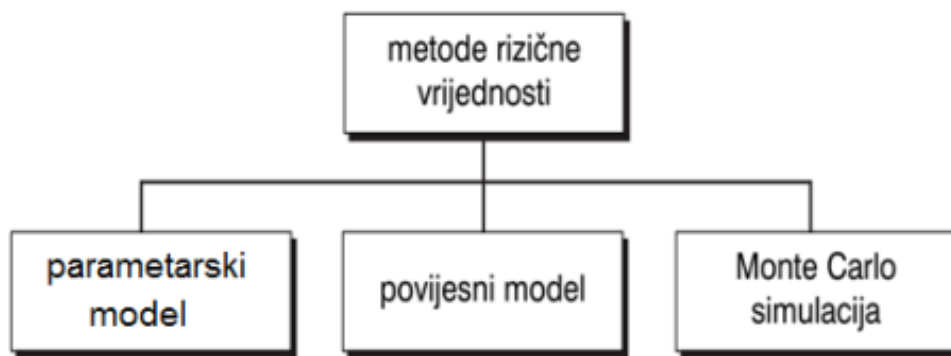 metode rizične
vrijednosti
parametarski
model
povijesni model
Monte Carlo
simulacija